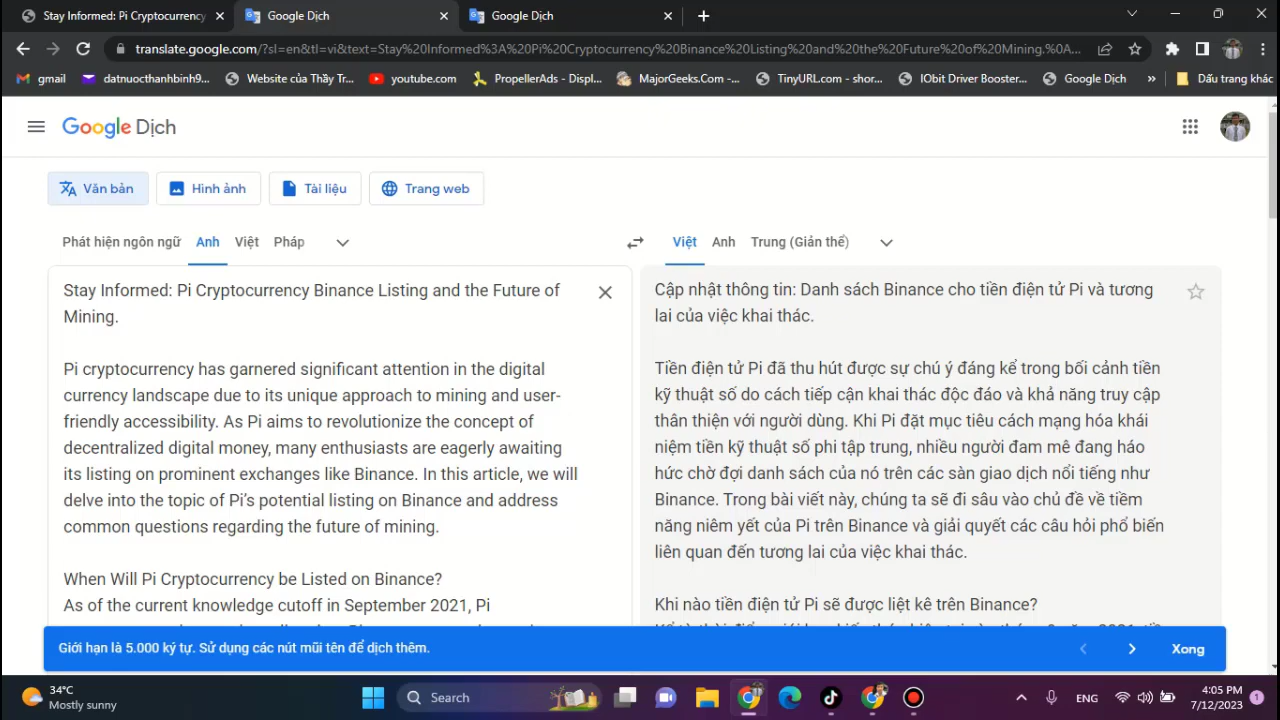 Stay Informed: Pi Cryptocurrency
Google Dịch
Google Dịch
translate.google.com/?sl=en&tl=vi&text=Stay%20Informed%3A%20Pi%20Cryptocurrency%20Binance%20Listing%20and%20the%20Future%20of%20Mining.%0A...
gmail
datnuocthanhbinh9...
Website của Thầy Tr...
youtube.com
PropellerAds - Displ...
MajorGeeks.Com -...
TinyURL.com - shor...
IObit Driver Booster...
Google Dịch
»
Dấu trang khác
Google Dịch
Văn bản
Hình ảnh
Tài liệu
Trang web
Phát hiện ngôn ngữ
Anh
Việt
Pháp
Việt
Anh
Trung (Giản thể)
Stay Informed: Pi Cryptocurrency Binance Listing and the Future of
Mining.
Pi cryptocurrency has garnered significant attention in the digital
currency landscape due to its unique approach to mining and user-
friendly accessibility. As Pi aims to revolutionize the concept of
decentralized digital money, many enthusiasts are eagerly awaiting
its listing on prominent exchanges like Binance. In this article, we will
delve into the topic of Pi’s potential listing on Binance and address
common questions regarding the future of mining.
When Will Pi Cryptocurrency be Listed on Binance?
As of the current knowledge cutoff in September 2021, Pi
Cập nhật thông tin: Danh sách Binance cho tiền điện tử Pi và tương
lai của việc khai thác.
Tiền điện tử Pi đã thu hút được sự chú ý đáng kể trong bối cảnh tiền
kỹ thuật số do cách tiếp cận khai thác độc đáo và khả năng truy cập
thân thiện với người dùng. Khi Pi đặt mục tiêu cách mạng hóa khái
niệm tiền kỹ thuật số phi tập trung, nhiều người đam mê đang háo
hức chờ đợi danh sách của nó trên các sàn giao dịch nổi tiếng như
Binance. Trong bài viết này, chúng ta sẽ đi sâu vào chủ đề về tiềm
năng niêm yết của Pi trên Binance và giải quyết các câu hỏi phổ biến
liên quan đến tương lai của việc khai thác.
Khi nào tiền điện tử Pi sẽ được liệt kê trên Binance?
Giới hạn là 5.000 ký tự. Sử dụng các nút mũi tên để dịch thêm.
Xong
34°C
Mostly sunny
Search
ENG
4:05 PM
7/12/2023
1